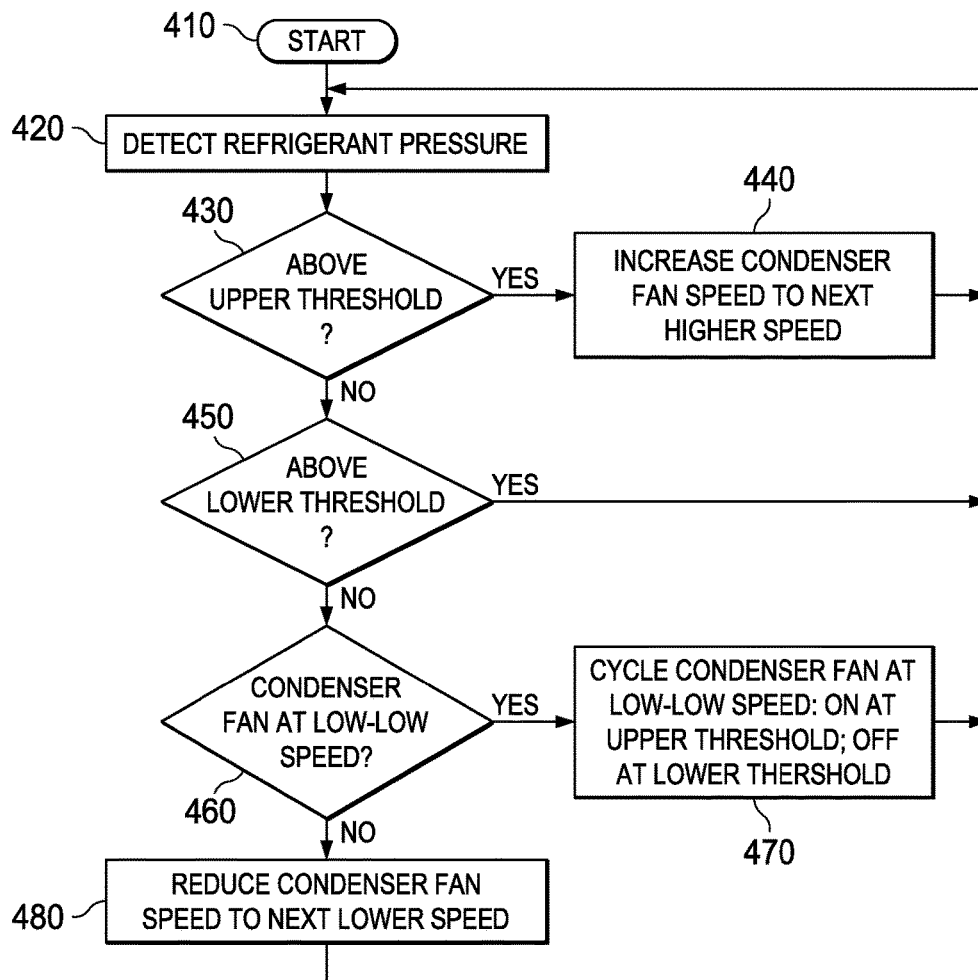 410
START
420
DETECT REFRIGERANT PRESSURE
430
ABOVE
UPPER THRESHOLD
?
YES
440
INCREASE CONDENSER
FAN SPEED TO NEXT
HIGHER SPEED
NO
450
ABOVE
LOWER THRESHOLD
?
YES
NO
CONDENSER
FAN AT LOW-LOW
SPEED?
460
YES
CYCLE CONDENSER FAN AT
LOW-LOW SPEED: ON AT
UPPER THRESHOLD; OFF
AT LOWER THERSHOLD
470
NO
480
REDUCE CONDENSER FAN
SPEED TO NEXT LOWER SPEED